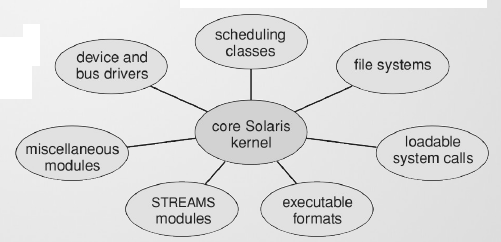 scheduling
classes
device and
bus drivers
file systems
core Solaris
kernel
miscellaneous
modules
loadable
system calls
STREAMS
modules
executable
formats